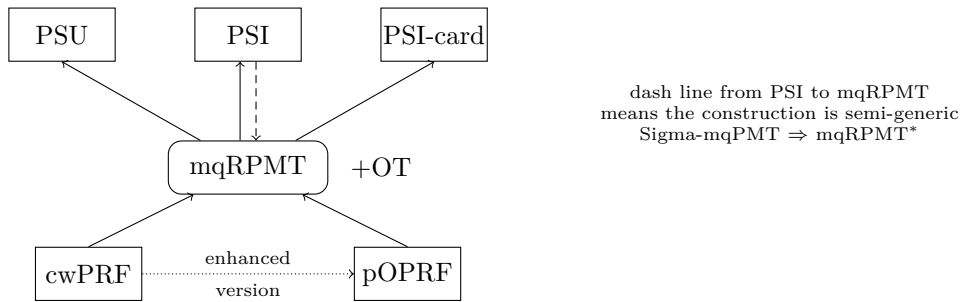 PSU PSI PSI-card
dash line from PSI to mqRPMT
means the construction is semi-generic
Sigma-mqPMT ⇒ mqRPMT*
mqRPMT +OT
enhanced
cwPRF pOPRF
version